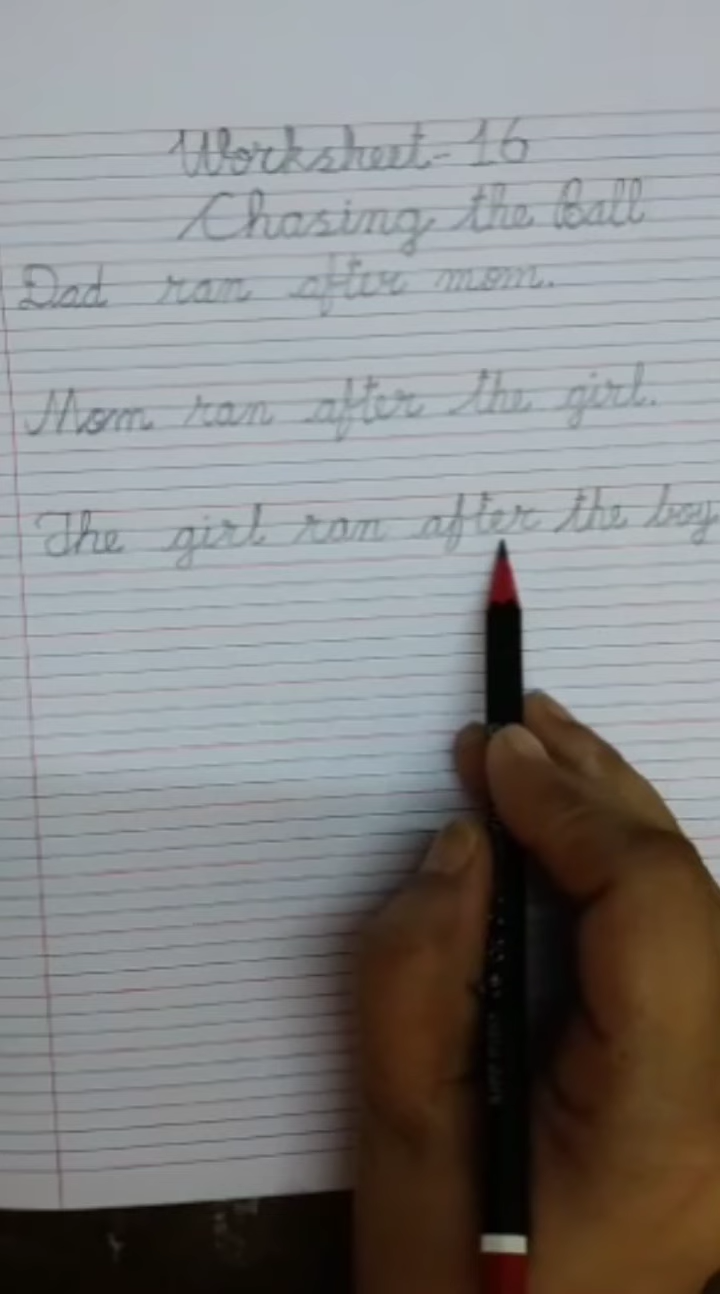 Worksheet-16
Chasing the Ball
Dad ran after mom.
Mom ran after the girl.
The girl ran after the boy